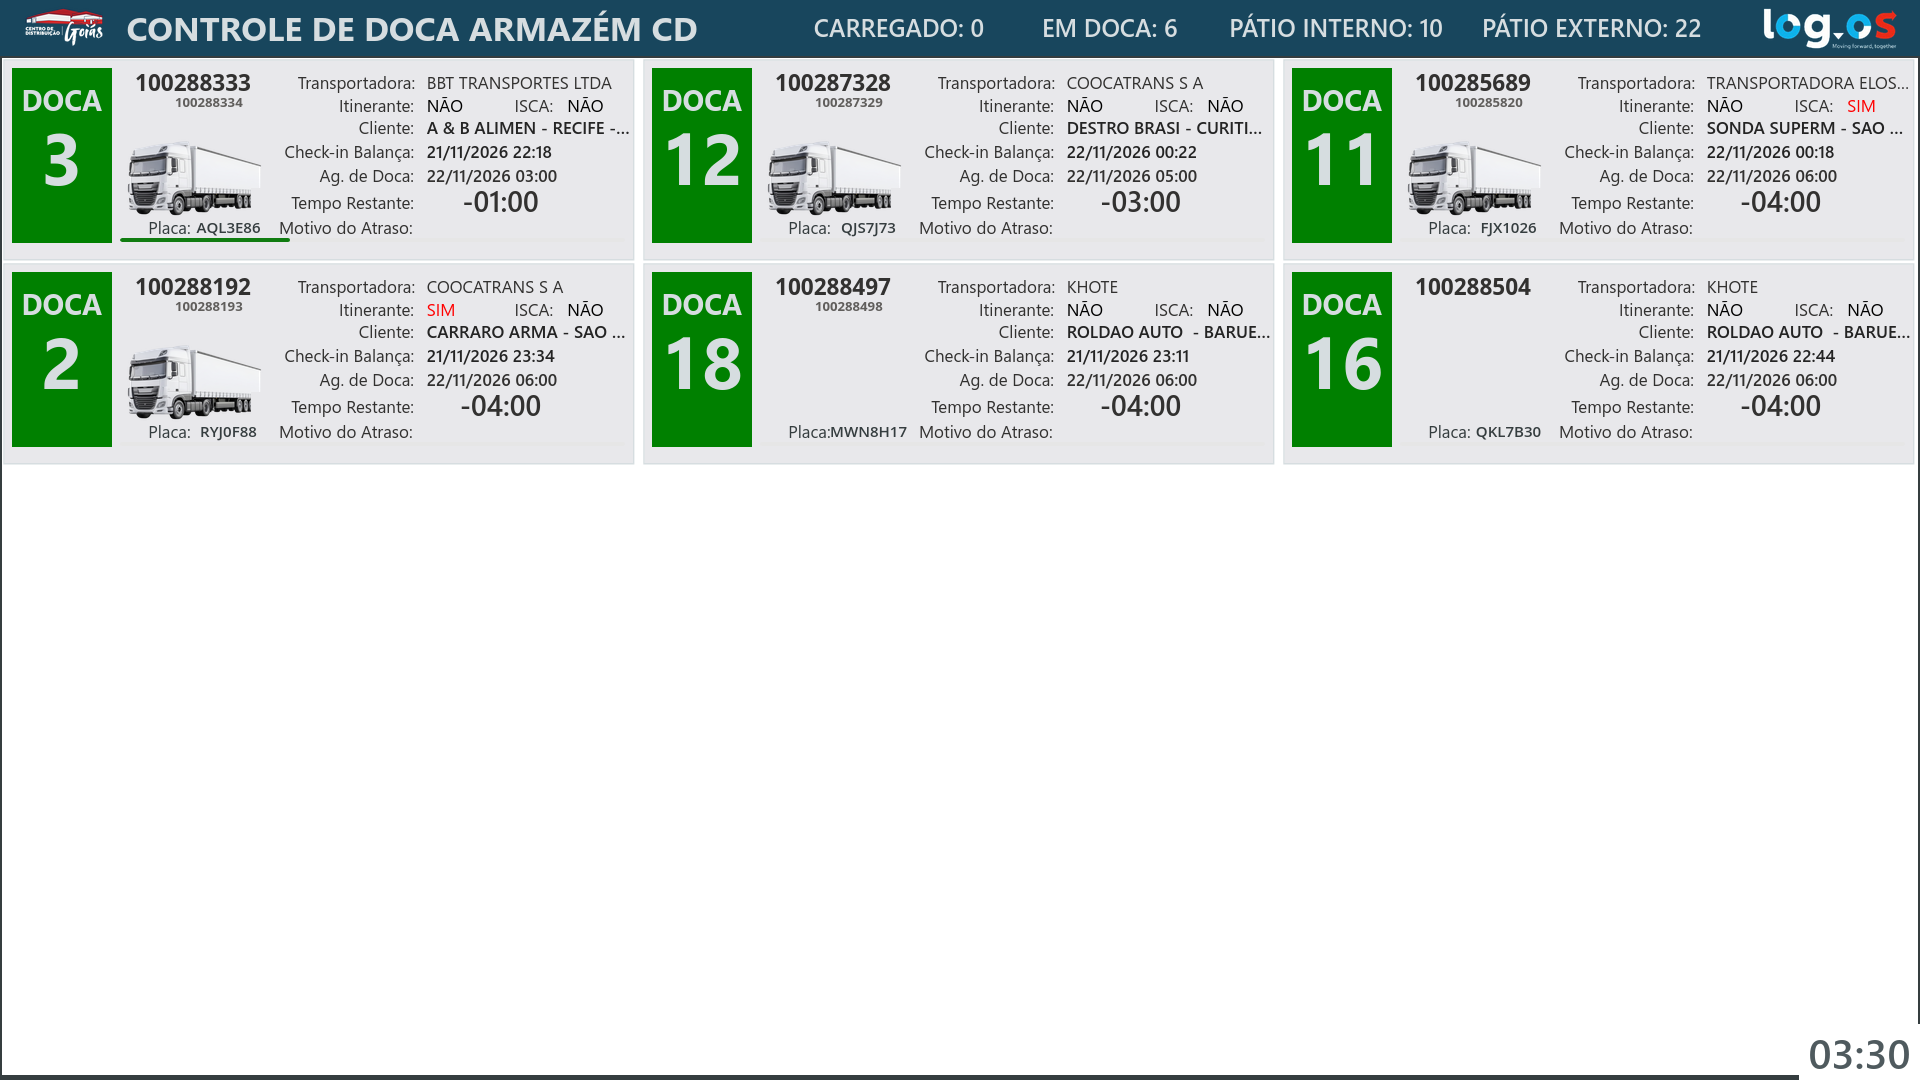 CENTRO DE DISTRIBUIÇÃO Goiás
CONTROLE DE DOCA ARMAZÉM CD
CARREGADO: 0
EM DOCA: 6
PÁTIO INTERNO: 10
PÁTIO EXTERNO: 22
log.os
Moving forward, together
DOCA
3
100288333
100288334
Placa: AQL3E86
Transportadora: BBT TRANSPORTES LTDA
Itinerante: NÃO ISCA: NÃO
Cliente: A & B ALIMEN - RECIFE -...
Check-in Balança: 21/11/2026 22:18
Ag. de Doca: 22/11/2026 03:00
Tempo Restante: -01:00
Motivo do Atraso:
DOCA
12
100287328
100287329
Placa: QJS7J73
Transportadora: COOCATRANS S A
Itinerante: NÃO ISCA: NÃO
Cliente: DESTRO BRASI - CURITI...
Check-in Balança: 22/11/2026 00:22
Ag. de Doca: 22/11/2026 05:00
Tempo Restante: -03:00
Motivo do Atraso:
DOCA
11
100285689
100285820
Placa: FJX1026
Transportadora: TRANSPORTADORA ELOS...
Itinerante: NÃO ISCA: SIM
Cliente: SONDA SUPERM - SAO ...
Check-in Balança: 22/11/2026 00:18
Ag. de Doca: 22/11/2026 06:00
Tempo Restante: -04:00
Motivo do Atraso:
DOCA
2
100288192
100288193
Placa: RYJ0F88
Transportadora: COOCATRANS S A
Itinerante: SIM ISCA: NÃO
Cliente: CARRARO ARMA - SAO ...
Check-in Balança: 21/11/2026 23:34
Ag. de Doca: 22/11/2026 06:00
Tempo Restante: -04:00
Motivo do Atraso:
DOCA
18
100288497
100288498
Placa:MWN8H17
Transportadora: KHOTE
Itinerante: NÃO ISCA: NÃO
Cliente: ROLDAO AUTO - BARUE...
Check-in Balança: 21/11/2026 23:11
Ag. de Doca: 22/11/2026 06:00
Tempo Restante: -04:00
Motivo do Atraso:
DOCA
16
100288504
Placa: QKL7B30
Transportadora: KHOTE
Itinerante: NÃO ISCA: NÃO
Cliente: ROLDAO AUTO - BARUE...
Check-in Balança: 21/11/2026 22:44
Ag. de Doca: 22/11/2026 06:00
Tempo Restante: -04:00
Motivo do Atraso:
03:30